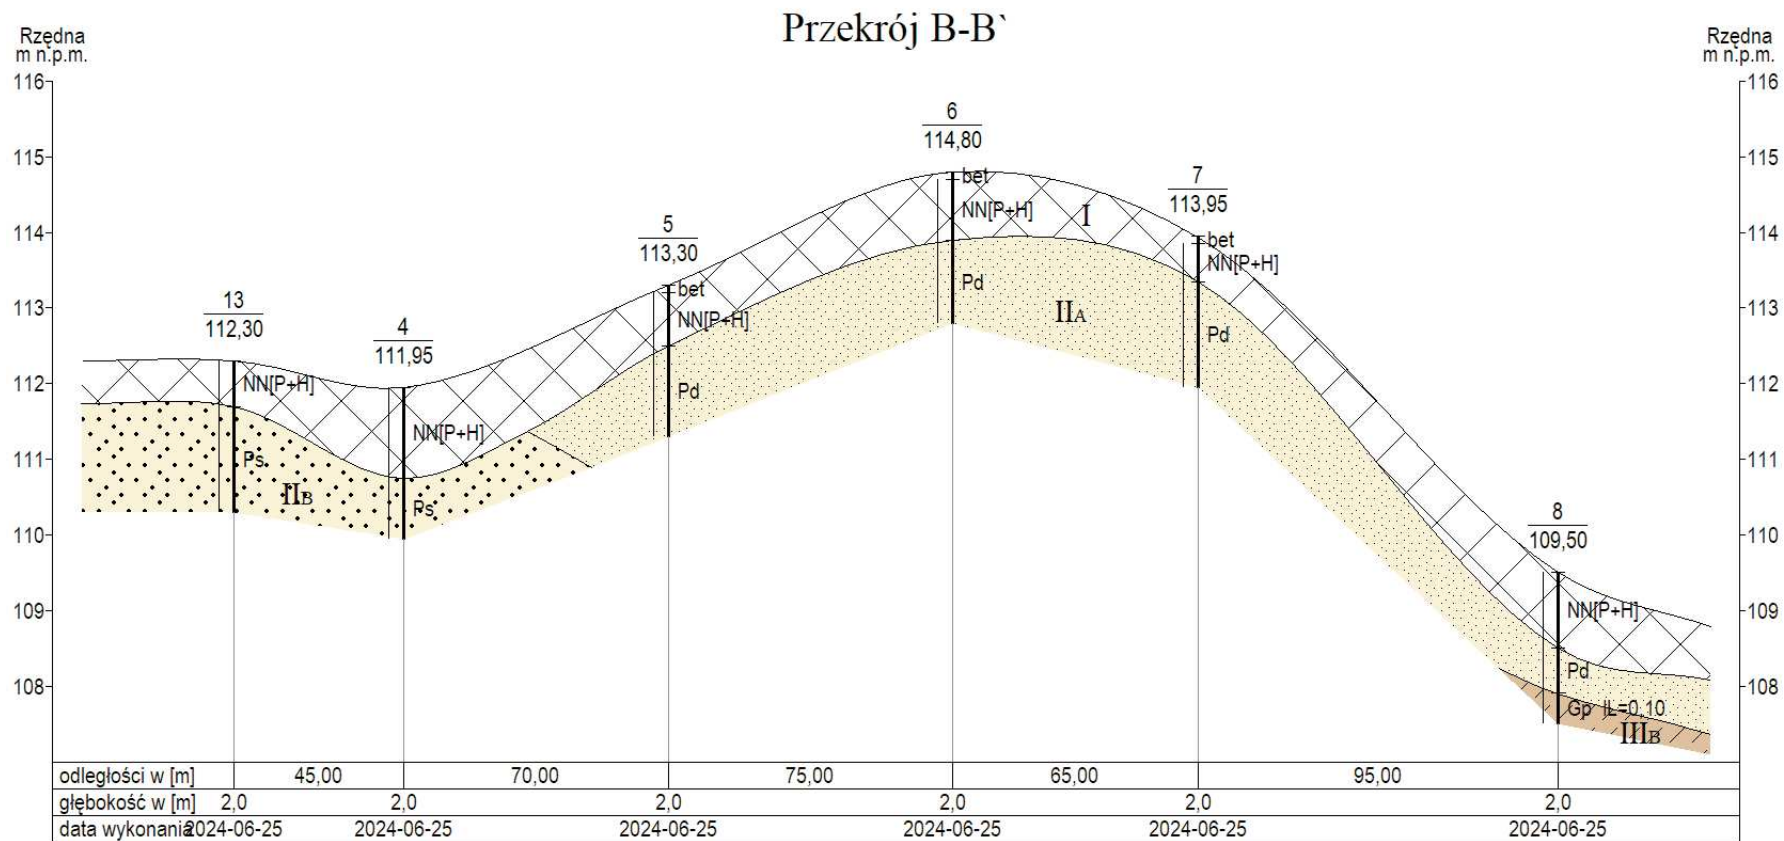 Przekrój B-B`
Rzędna
m n.p.m.
Rzędna
m n.p.m.
116
115
114
113
112
111
110
109
108
116
115
114
113
112
111
110
109
108
13
112,30
NN[P+H]
Ps
IIB
4
111,95
NN[P+H]
Ps
5
113,30
bet
NN[P+H]
Pd
6
114,80
bet
NN[P+H]
Pd
I
IIA
7
113,95
bet
NN[P+H]
Pd
8
109,50
NN[P+H]
Pd
Gp IL=0,10
IIIB
odległości w [m] 45,00 70,00 75,00 65,00 95,00
głębokość w [m] 2,0 2,0 2,0 2,0 2,0 2,0
data wykonania 2024-06-25 2024-06-25 2024-06-25 2024-06-25 2024-06-25 2024-06-25